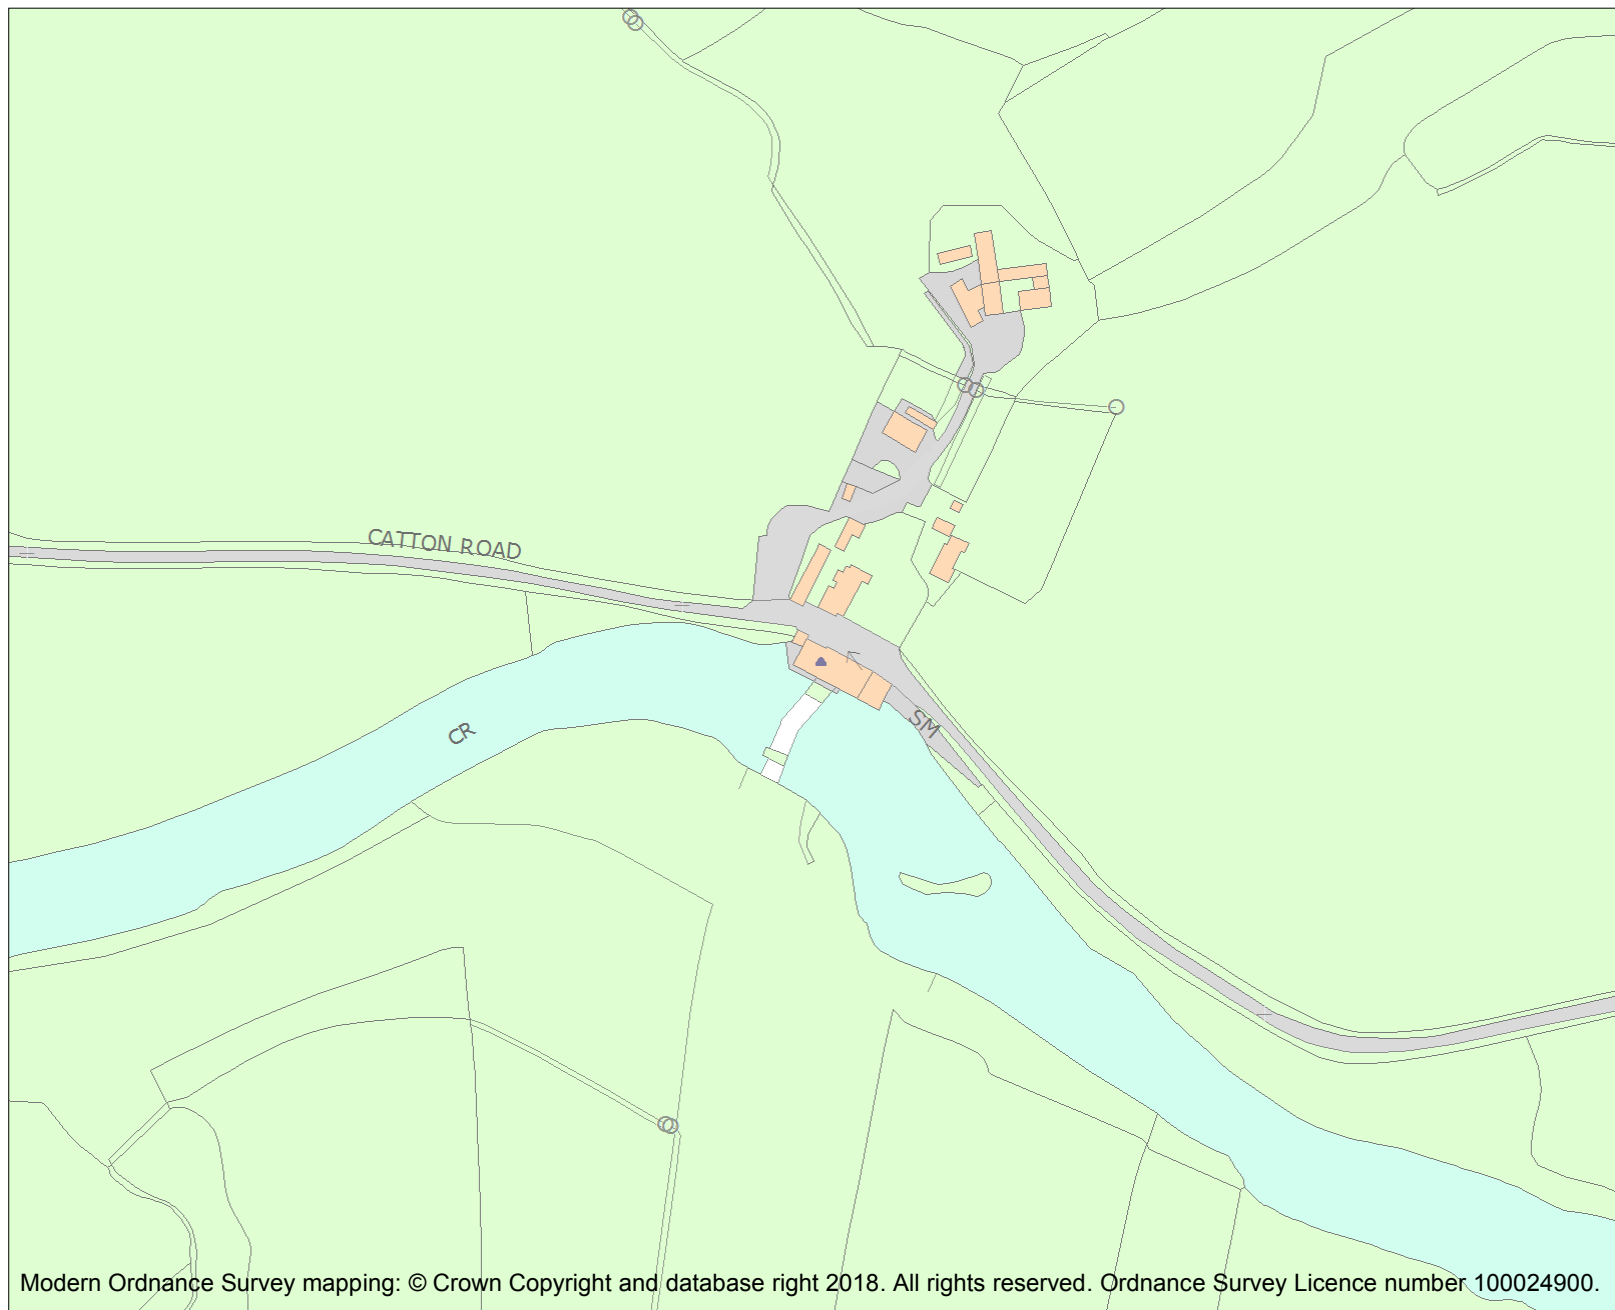 CATTON ROAD
SM
CR
Modern Ordnance Survey mapping: © Crown Copyright and database right 2018. All rights reserved. Ordnance Survey Licence number 100024900.